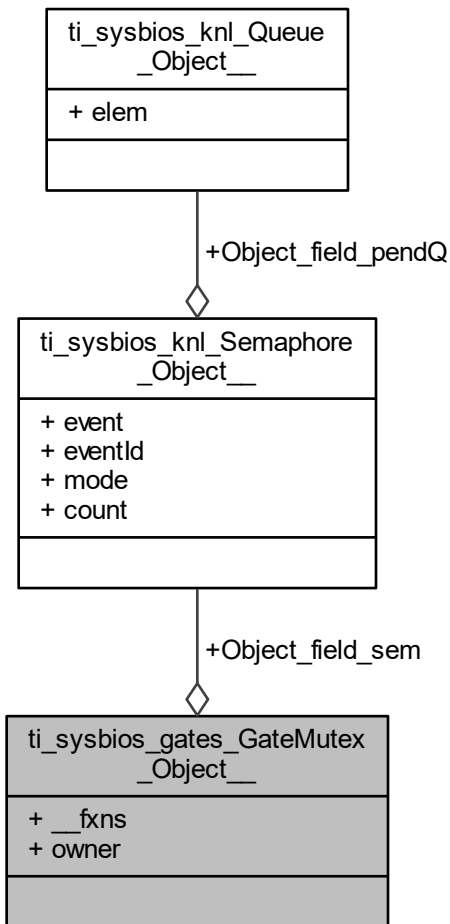 ti_sysbios_knl_Queue
_Object__
+ elem
+Object_field_pendQ
ti_sysbios_knl_Semaphore
_Object__
+ event
+ eventId
+ mode
+ count
+Object_field_sem
ti_sysbios_gates_GateMutex
_Object__
+ __fxns
+ owner